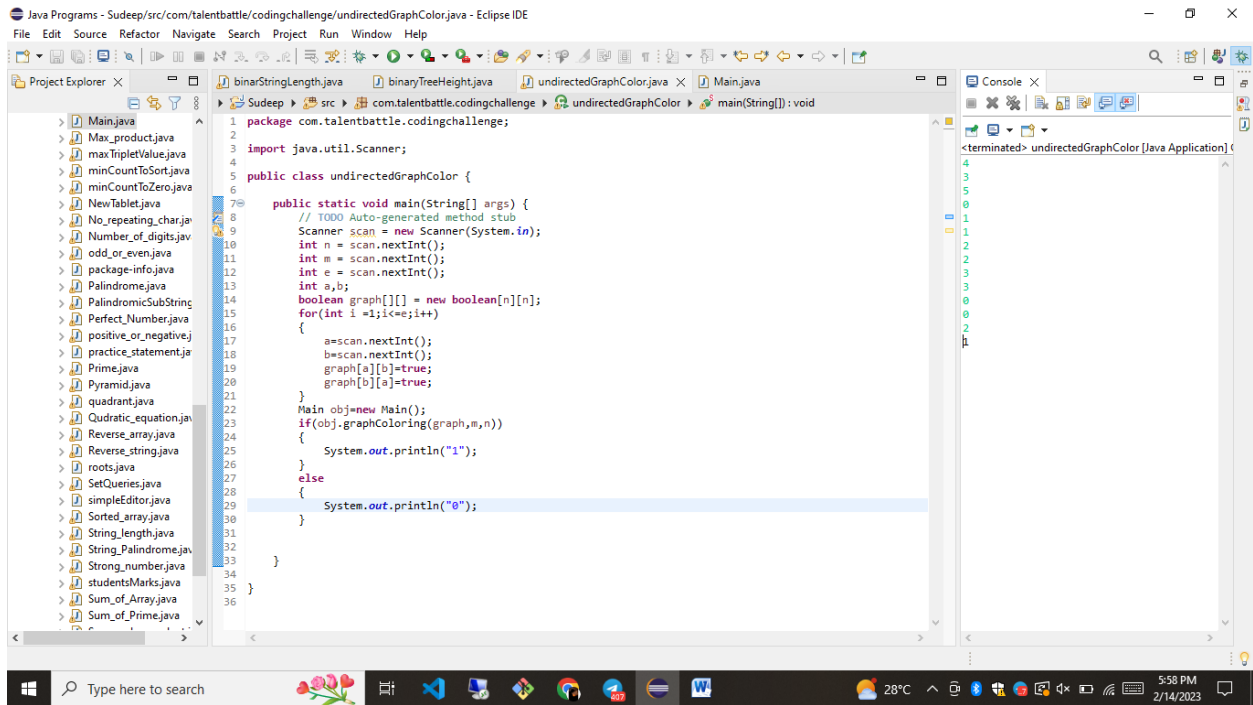 Java Programs - Sudeep/src/com/talentbattle/codingchallenge/undirectedGraphColor.java - Eclipse IDE
File Edit Source Refactor Navigate Search Project Run Window Help
Project Explorer
Main.java
Max_product.java
maxTripletValue.java
minCountToSort.java
minCountToZero.java
NewTablet.java
No_repeating_char.jav
Number_of_digits.jav
odd_or_even.java
package-info.java
Palindrome.java
PalindromicSubString
Perfect_Number.java
positive_or_negative.j
practice_statement.ja
Prime.java
Pyramid.java
quadrant.java
Qudratic_equation.jav
Reverse_array.java
Reverse_string.java
roots.java
SetQueries.java
simpleEditor.java
Sorted_array.java
String_length.java
String_Palindrome.jav
Strong_number.java
studentsMarks.java
Sum_of_Array.java
Sum_of_Prime.java
binarStringLength.java binaryTreeHeight.java undirectedGraphColor.java Main.java
Sudeep src com.talentbattle.codingchallenge undirectedGraphColor main(String[]) : void
1 package com.talentbattle.codingchallenge;
2
3 import java.util.Scanner;
4
5 public class undirectedGraphColor {
6
7 public static void main(String[] args) {
8 // TODO Auto-generated method stub
9 Scanner scan = new Scanner(System.in);
10 int n = scan.nextInt();
11 int m = scan.nextInt();
12 int e = scan.nextInt();
13 int a,b;
14 boolean graph[][] = new boolean[n][n];
15 for(int i =1;i<=e;i++)
16 {
17 a=scan.nextInt();
18 b=scan.nextInt();
19 graph[a][b]=true;
20 graph[b][a]=true;
21 }
22 Main obj=new Main();
23 if(obj.graphColoring(graph,m,n))
24 {
25 System.out.println("1");
26 }
27 else
28 {
29 System.out.println("0");
30 }
31
32
33 }
34
35 }
36
Console
<terminated> undirectedGraphColor [Java Application]
4
3
5
0
1
1
2
2
3
3
0
0
2
1
Type here to search
407
28°C
5:58 PM
2/14/2023